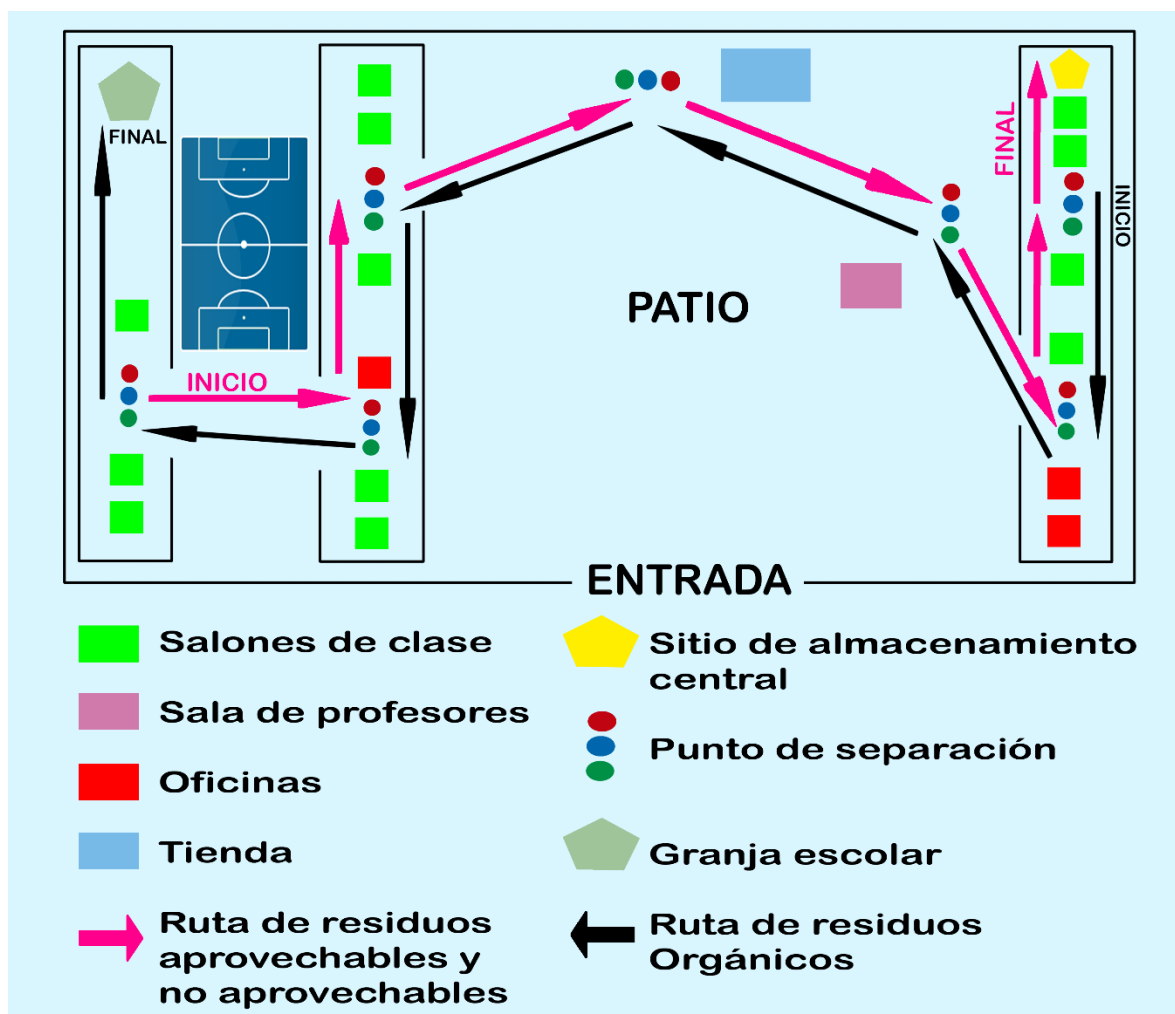 FINAL
INICIO
PATIO
FINAL
INICIO
ENTRADA
Salones de clase
Sala de profesores
Oficinas
Tienda
Ruta de residuos
aprovechables y
no aprovechables
Sitio de almacenamiento
central
Punto de separación
Granja escolar
Ruta de residuos
Orgánicos